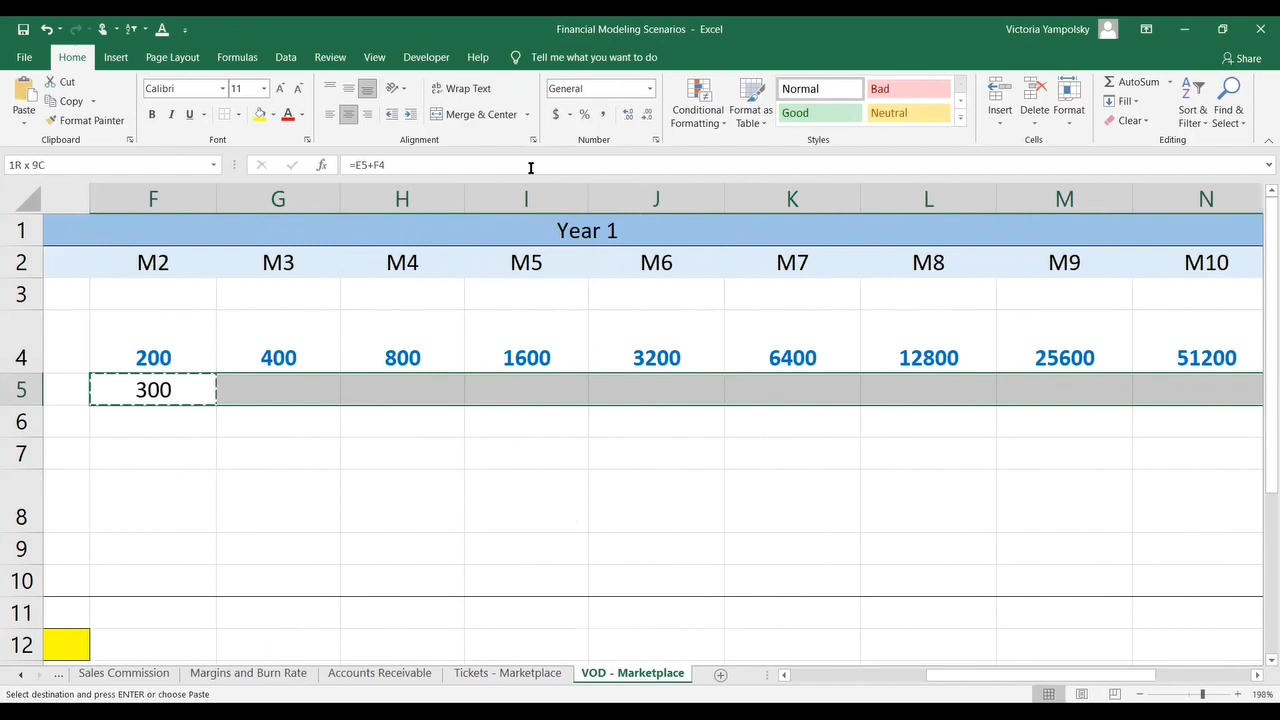 Financial Modeling Scenarios - Excel
Victoria Yampolsky
File Home Insert Page Layout Formulas Data Review View Developer Help Tell me what you want to do Share
Paste
Cut
Copy
Format Painter
Clipboard
Calibri 11
B I U
Font
Wrap Text
Merge & Center
Alignment
General
$ % ,
Number
Conditional Formatting
Format as Table
Normal Bad
Good Neutral
Styles
Insert Delete Format
Cells
AutoSum
Fill
Clear
Sort & Filter
Find & Select
Editing
1R x 9C fx =E5+F4
F G H I J K L M N
1 Year 1
2 M2 M3 M4 M5 M6 M7 M8 M9 M10
3
4 200 400 800 1600 3200 6400 12800 25600 51200
5 300
6
7
8
9
10
11
12
... Sales Commission Margins and Burn Rate Accounts Receivable Tickets - Marketplace VOD - Marketplace
Select destination and press ENTER or choose Paste 198%